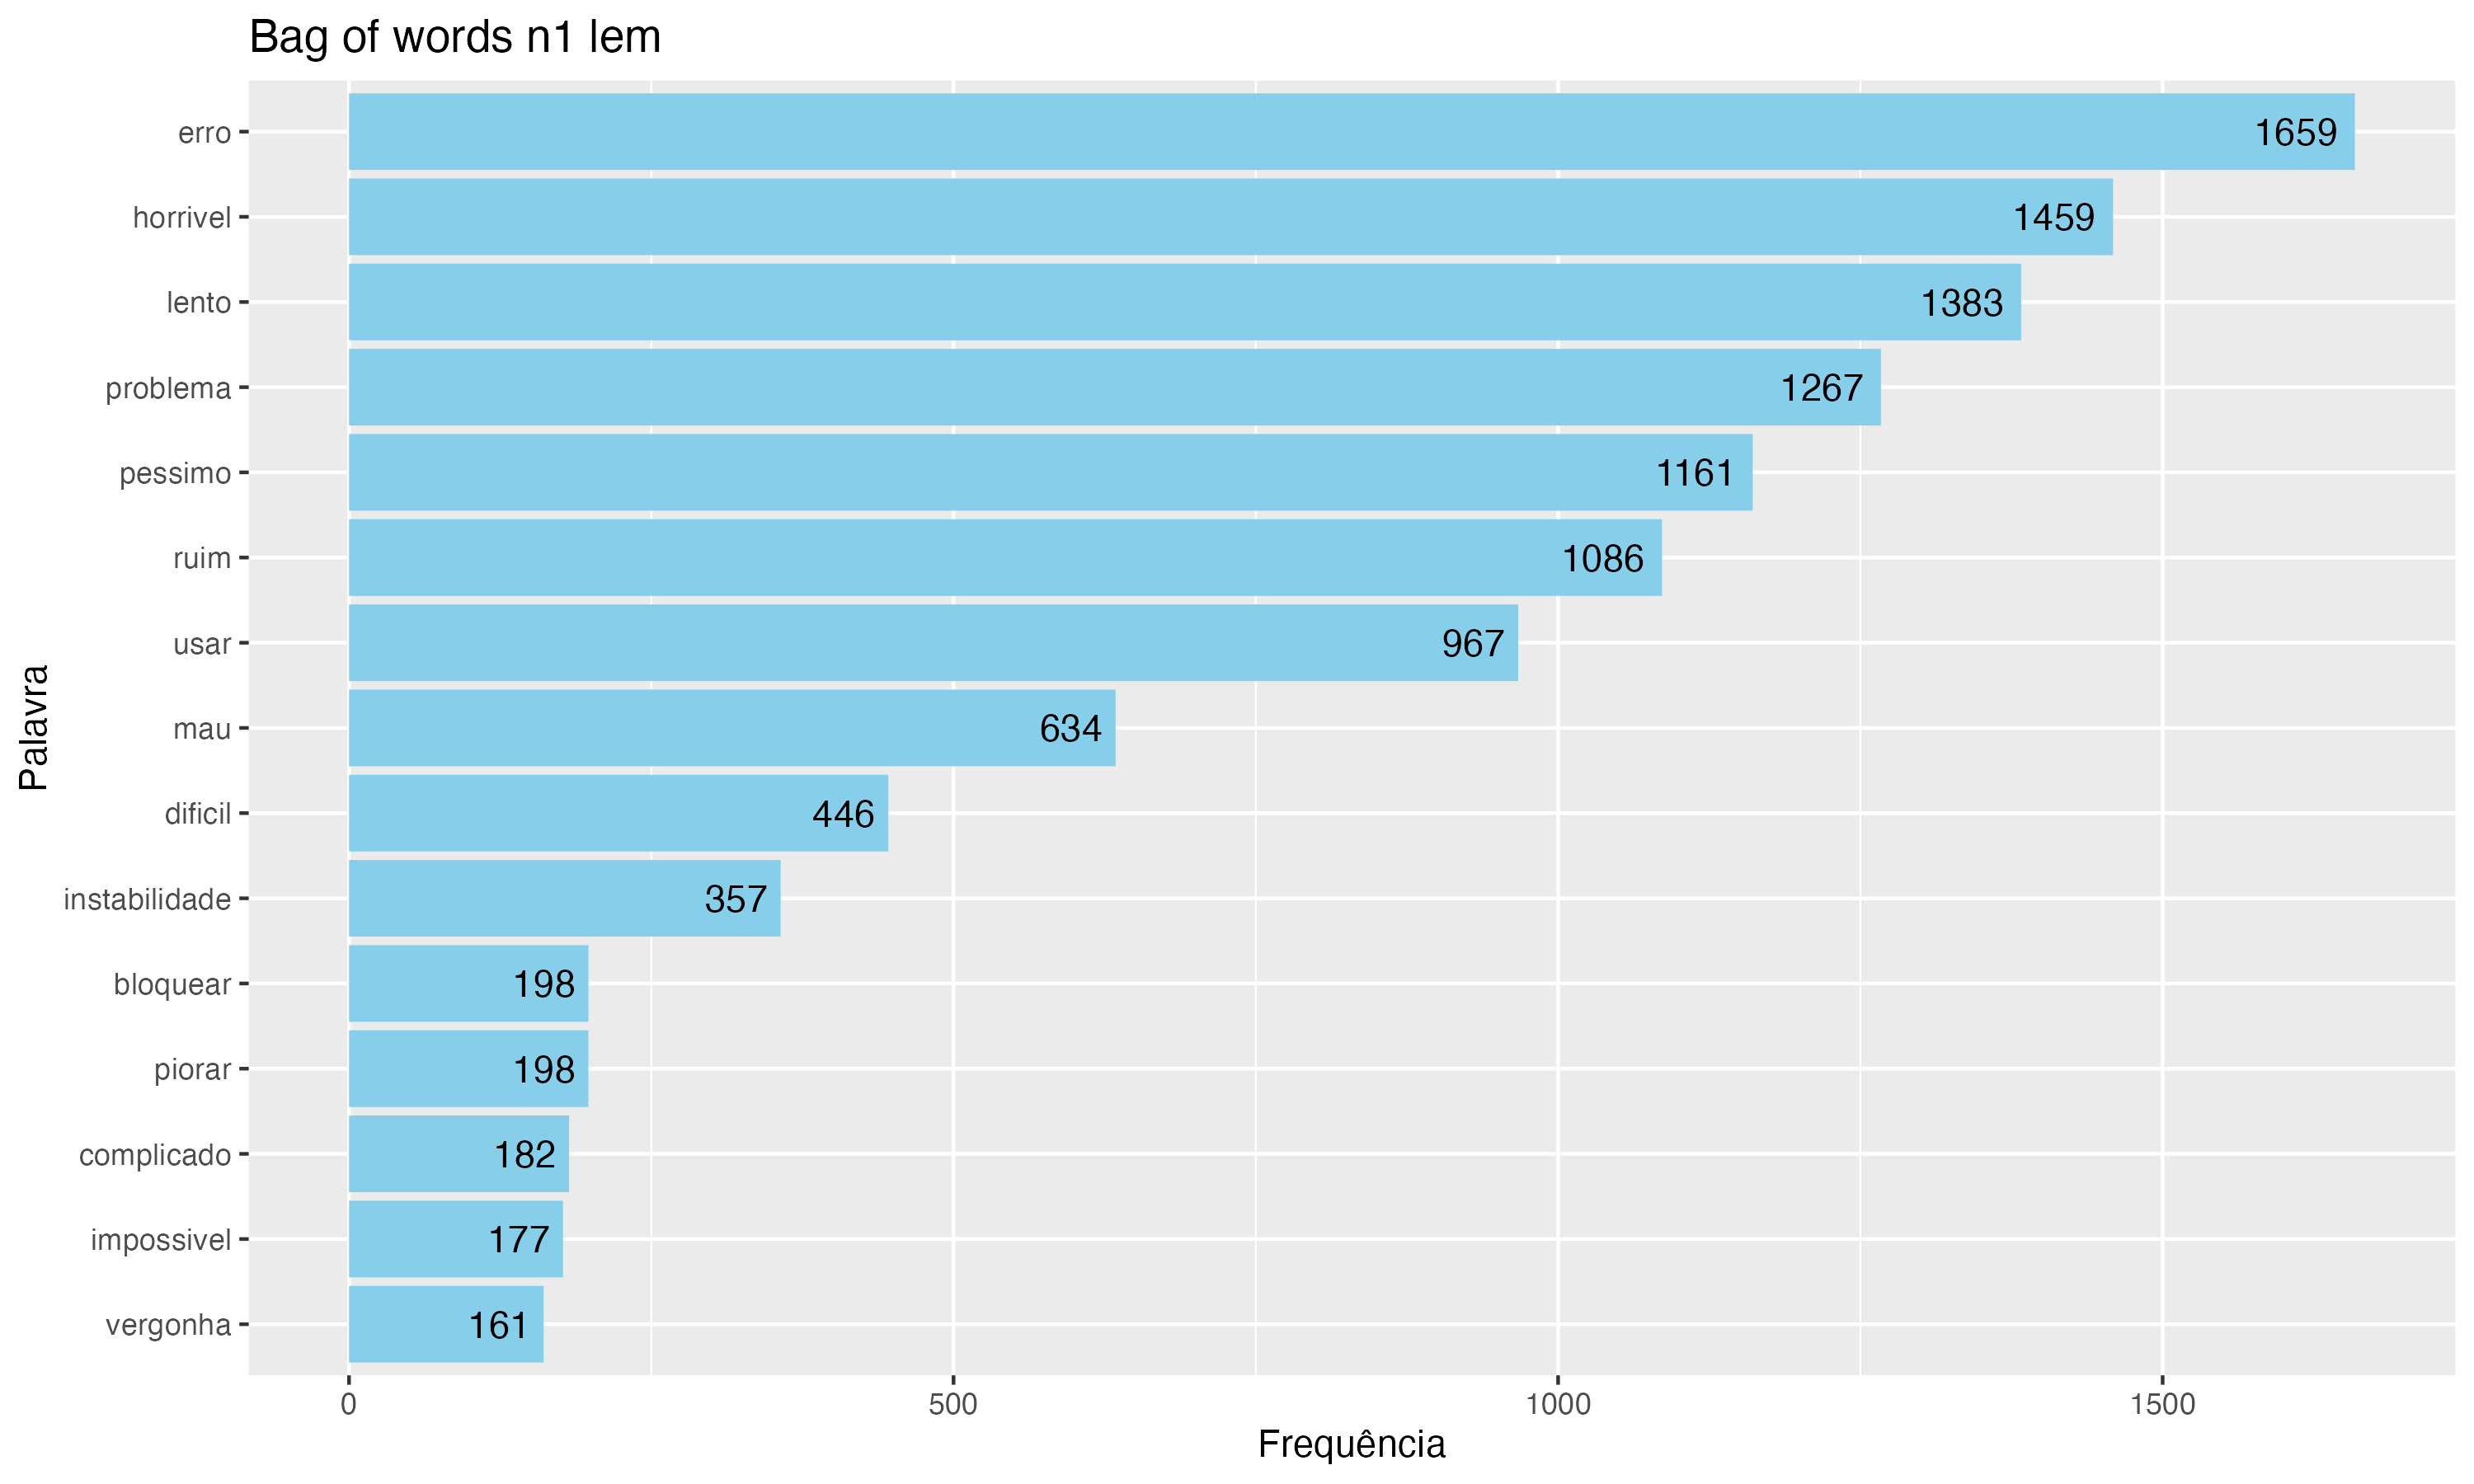 Bag of words n1 lem
erro 1659
horrivel 1459
lento 1383
problema 1267
pessimo 1161
ruim 1086
usar 967
mau 634
dificil 446
instabilidade 357
bloquear 198
piorar 198
complicado 182
impossivel 177
vergonha 161
Palavra
0 500 1000 1500
Frequência